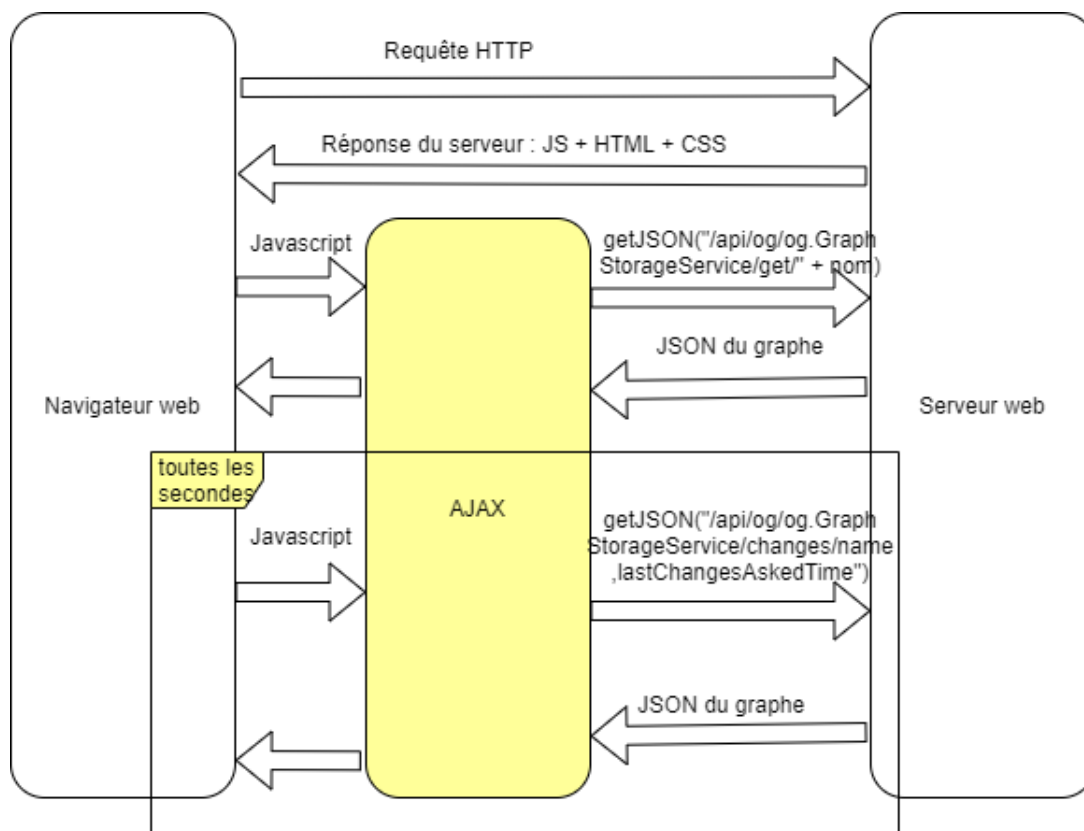 Requête HTTP
Réponse du serveur : JS + HTML + CSS
Javascript
getJSON("/api/og/og.Graph
StorageService/get/" + nom)
JSON du graphe
Navigateur web
Serveur web
toutes les
secondes
AJAX
Javascript
getJSON("/api/og/og.Graph
StorageService/changes/name
,lastChangesAskedTime")
JSON du graphe